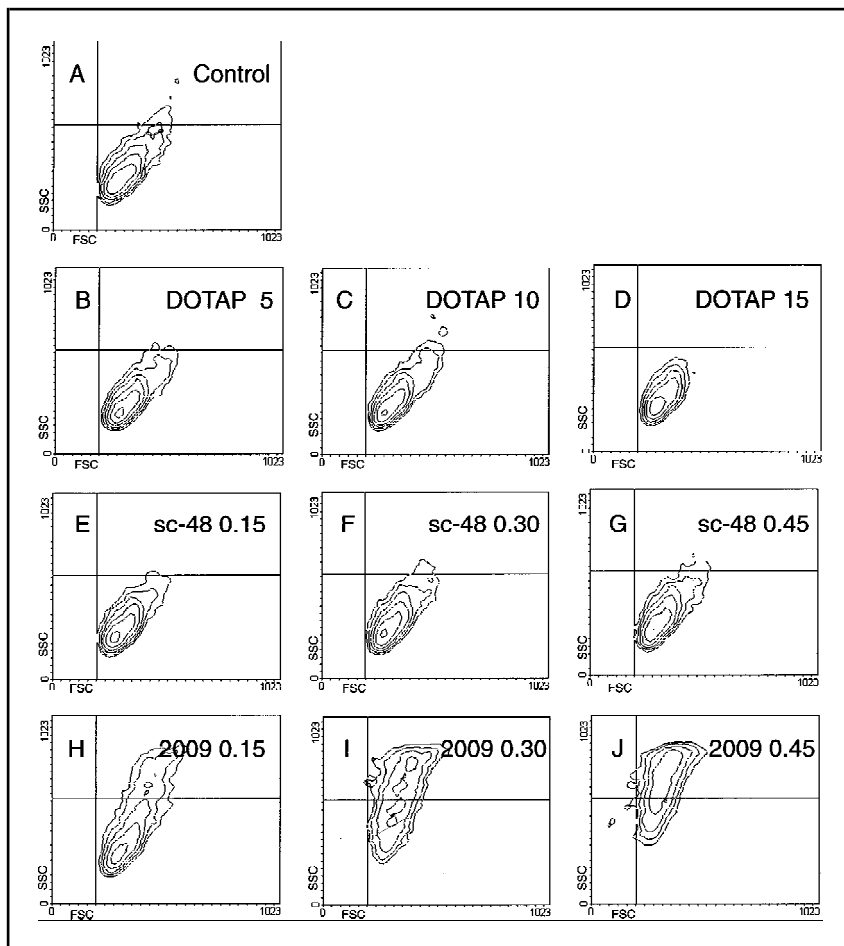 A Control
1023
SSC
0
0 FSC 1023
B DOTAP 5
1023
SSC
0
0 FSC 1023
C DOTAP 10
1023
SSC
0
0 FSC 1023
D DOTAP 15
1023
SSC
0
0 FSC 1023
E sc-48 0.15
1023
SSC
0
0 FSC 1023
F sc-48 0.30
1023
SSC
0
0 FSC 1023
G sc-48 0.45
1023
SSC
0
0 FSC 1023
H 2009 0.15
1023
SSC
0
0 FSC 1023
I 2009 0.30
1023
SSC
0
0 FSC 1023
J 2009 0.45
1023
SSC
0
0 FSC 1023